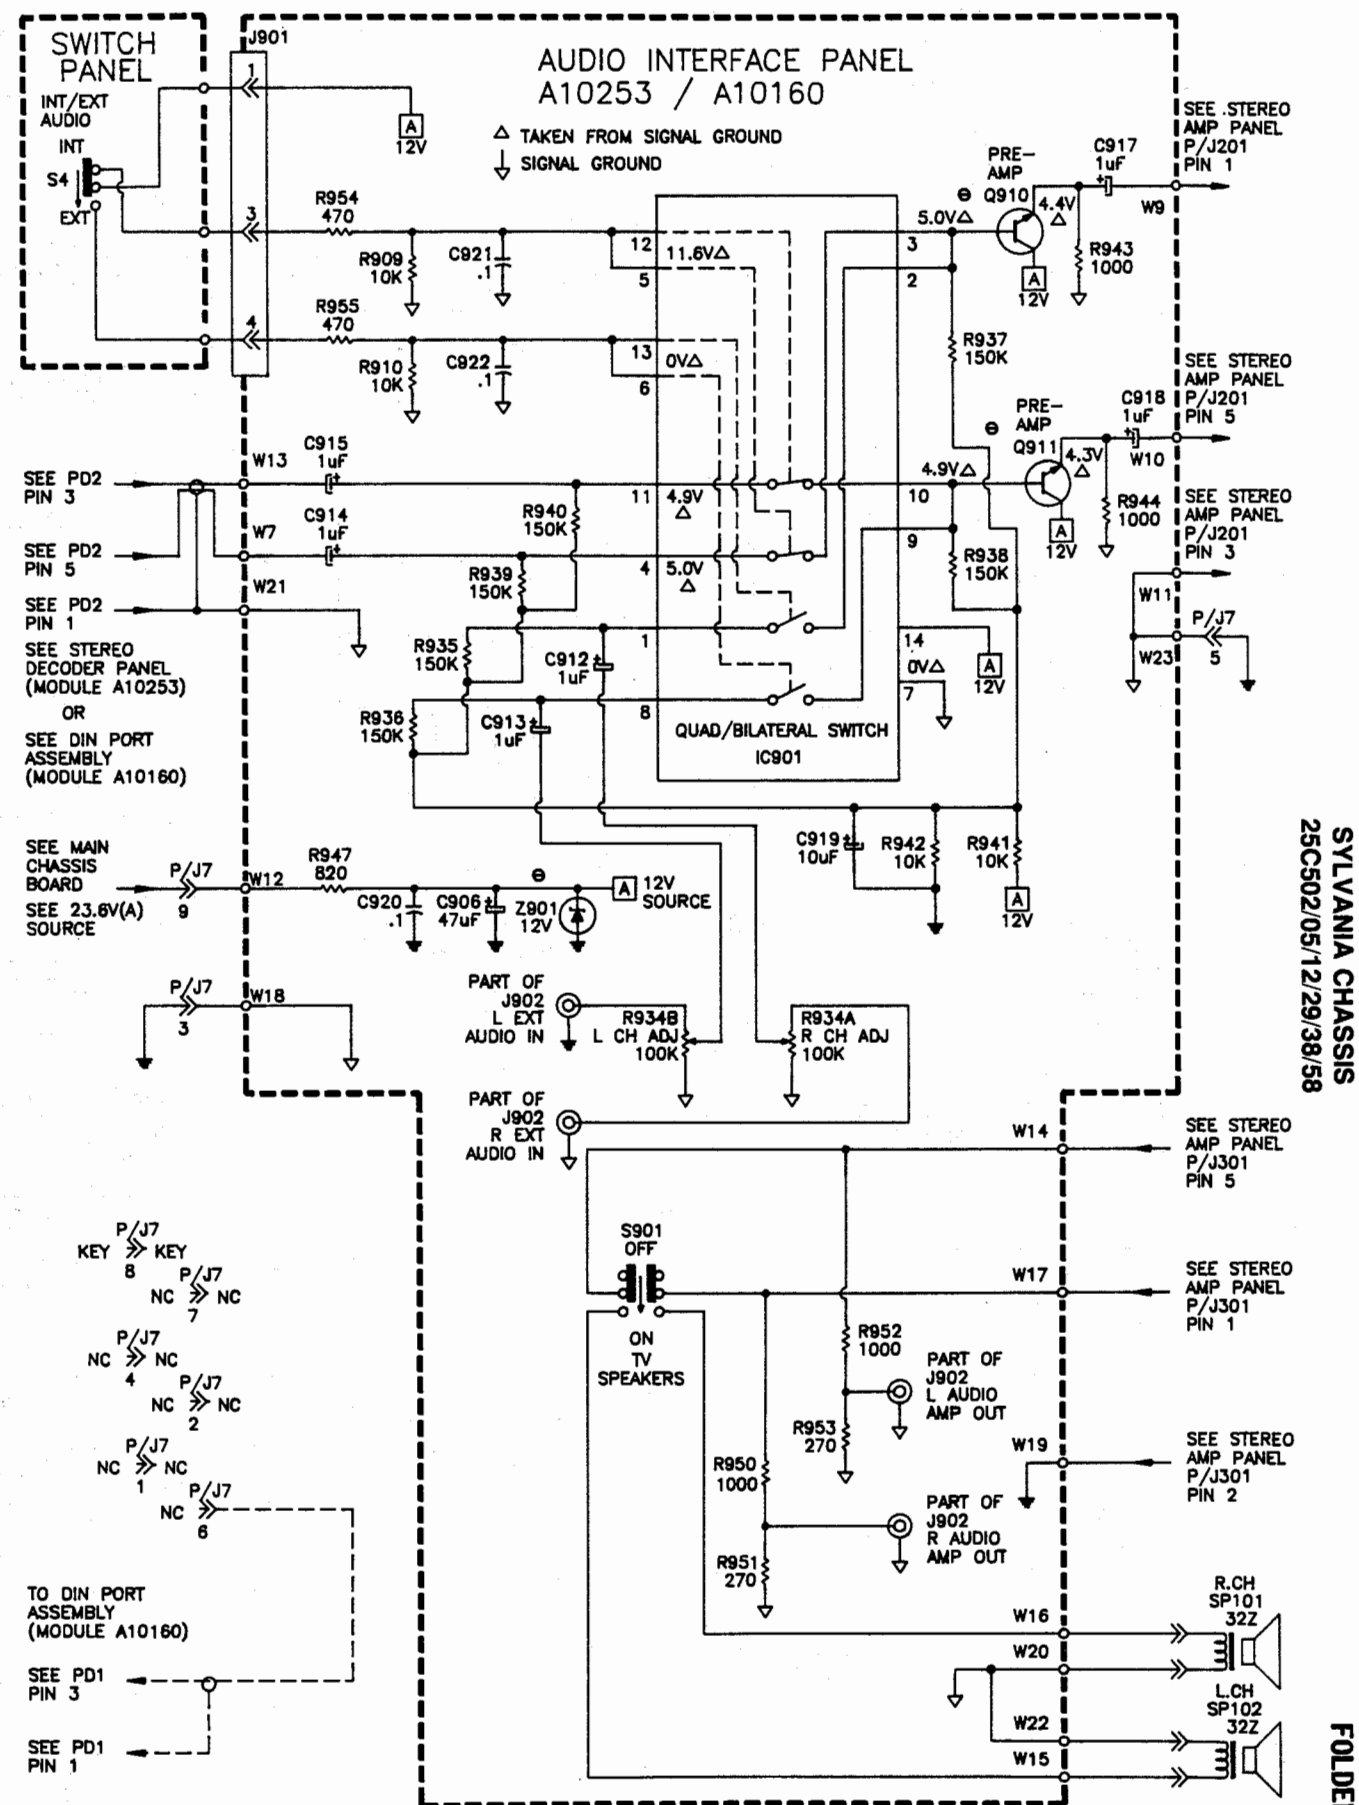 SWITCH
PANEL
INT/EXT
AUDIO
INT
S4
EXT
J901
1
3
4
AUDIO INTERFACE PANEL
A10253 / A10160
△ TAKEN FROM SIGNAL GROUND
SIGNAL GROUND
A
12V
R954
470
R909
10K
C921
.1
R955
470
R910
10K
C922
.1
12
11.6V△
5
13
0V△
6
3
2
5.0V△
⊖
PRE-
AMP
Q910
4.4V
△
C917
1uF
R943
1000
A
12V
W9
SEE STEREO
AMP PANEL
P/J201
PIN 1
R937
150K
SEE STEREO
AMP PANEL
P/J201
PIN 5
PRE-
AMP
Q911
⊖
C918
1uF
4.3V
△
W10
4.9V△
R944
1000
A
12V
SEE STEREO
AMP PANEL
P/J201
PIN 3
W11
P/J7
5
W23
SEE PD2
PIN 3
W13
C915
1uF
11
4.9V
△
10
R940
150K
SEE PD2
PIN 5
W7
C914
1uF
4
5.0V
△
9
R938
150K
R939
150K
SEE PD2
PIN 1
W21
SEE STEREO
DECODER PANEL
(MODULE A10253)
OR
SEE DIN PORT
ASSEMBLY
(MODULE A10160)
R935
150K
C912
1uF
1
14
A
12V
0V△
7
R936
150K
C913
1uF
8
QUAD/BILATERAL SWITCH
IC901
C919
10uF
R942
10K
R941
10K
A
12V
SEE MAIN
CHASSIS
BOARD
SEE 23.6V(A)
SOURCE
P/J7
9
W12
R947
820
C920
.1
C906
47uF
⊖
Z901
12V
A
12V
SOURCE
P/J7
3
W18
PART OF
J902
L EXT
AUDIO IN
R934B
L CH ADJ
100K
R934A
R CH ADJ
100K
PART OF
J902
R EXT
AUDIO IN
SYLVANIA CHASSIS
25C502/05/12/29/38/58
W14
SEE STEREO
AMP PANEL
P/J301
PIN 5
S901
OFF
ON
TV
SPEAKERS
W17
SEE STEREO
AMP PANEL
P/J301
PIN 1
R952
1000
PART OF
J902
L AUDIO
AMP OUT
R953
270
R950
1000
W19
SEE STEREO
AMP PANEL
P/J301
PIN 2
PART OF
J902
R AUDIO
AMP OUT
R951
270
P/J7
KEY KEY
8
P/J7
NC NC
7
P/J7
NC NC
4
P/J7
NC NC
2
P/J7
NC NC
1
P/J7
NC
6
TO DIN PORT
ASSEMBLY
(MODULE A10160)
SEE PD1
PIN 3
SEE PD1
PIN 1
W16
R.CH
SP101
32Z
W20
L.CH
SP102
32Z
W22
W15